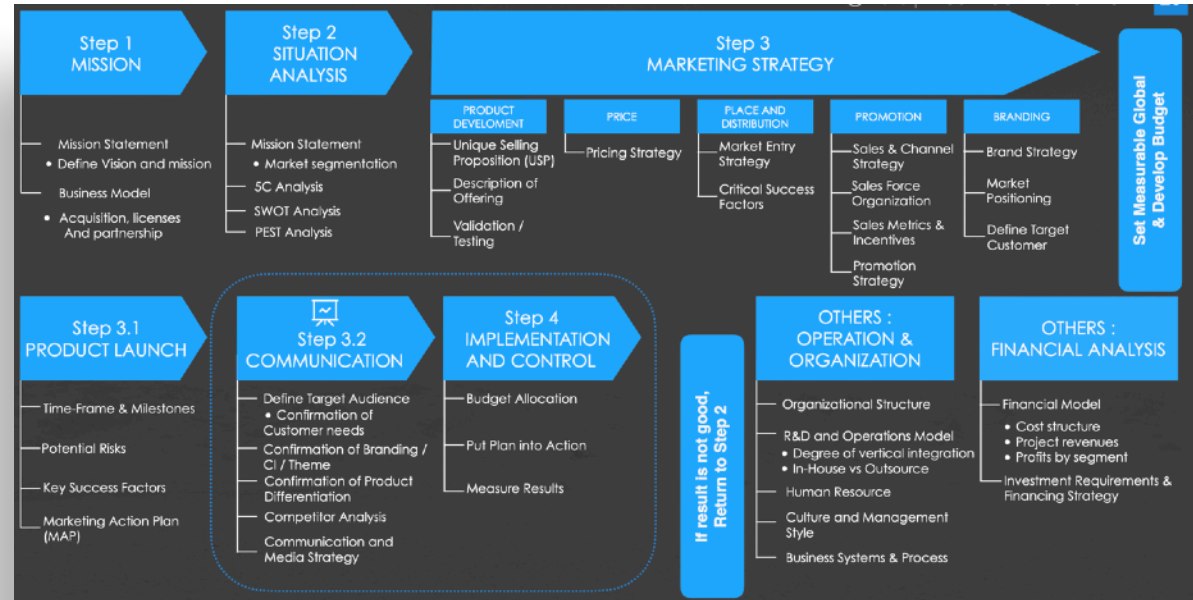 Step 1
MISSION
Mission Statement
• Define Vision and mission
Business Model
• Acquisition, licenses
And partnership
Step 2
SITUATION
ANALYSIS
Mission Statement
• Market segmentation
5C Analysis
SWOT Analysis
PEST Analysis
Step 3
MARKETING STRATEGY
PRODUCT
DEVELOMENT
Unique Selling
Proposition (USP)
Description of
Offering
Validation /
Testing
PRICE
Pricing Strategy
PLACE AND
DISTRIBUTION
Market Entry
Strategy
Critical Success
Factors
PROMOTION
Sales & Channel
Strategy
Sales Force
Organization
Sales Metrics &
Incentives
Promotion
Strategy
BRANDING
Brand Strategy
Market
Positioning
Define Target
Customer
Set Measurable Global
& Develop Budget
Step 3.1
PRODUCT LAUNCH
Time-Frame & Milestones
Potential Risks
Key Success Factors
Marketing Action Plan
(MAP)
Step 3.2
COMMUNICATION
Define Target Audience
• Confirmation of
Customer needs
Confirmation of Branding /
CI / Theme
Confirmation of Product
Differentiation
Competitor Analysis
Communication and
Media Strategy
Step 4
IMPLEMENTATION
AND CONTROL
Budget Allocation
Put Plan into Action
Measure Results
If result is not good,
Return to Step 2
OTHERS :
OPERATION &
ORGANIZATION
Organizational Structure
R&D and Operations Model
• Degree of vertical integration
• In-House vs Outsource
Human Resource
Culture and Management
Style
Business Systems & Process
OTHERS :
FINANCIAL ANALYSIS
Financial Model
• Cost structure
• Project revenues
• Profits by segment
Investment Requirements &
Financing Strategy